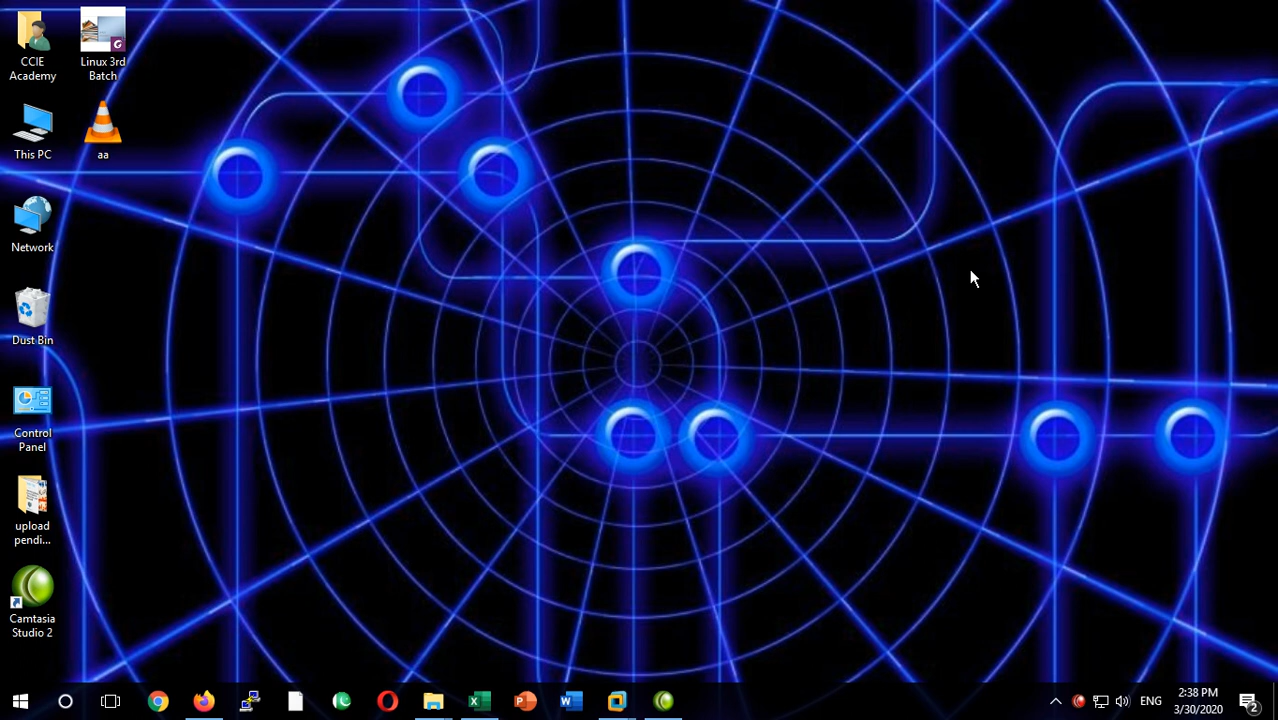 CCIE
Academy
Linux 3rd
Batch
This PC
aa
Network
Dust Bin
Control
Panel
upload
pendi...
Camtasia
Studio 2
ENG
2:38 PM
3/30/2020
2